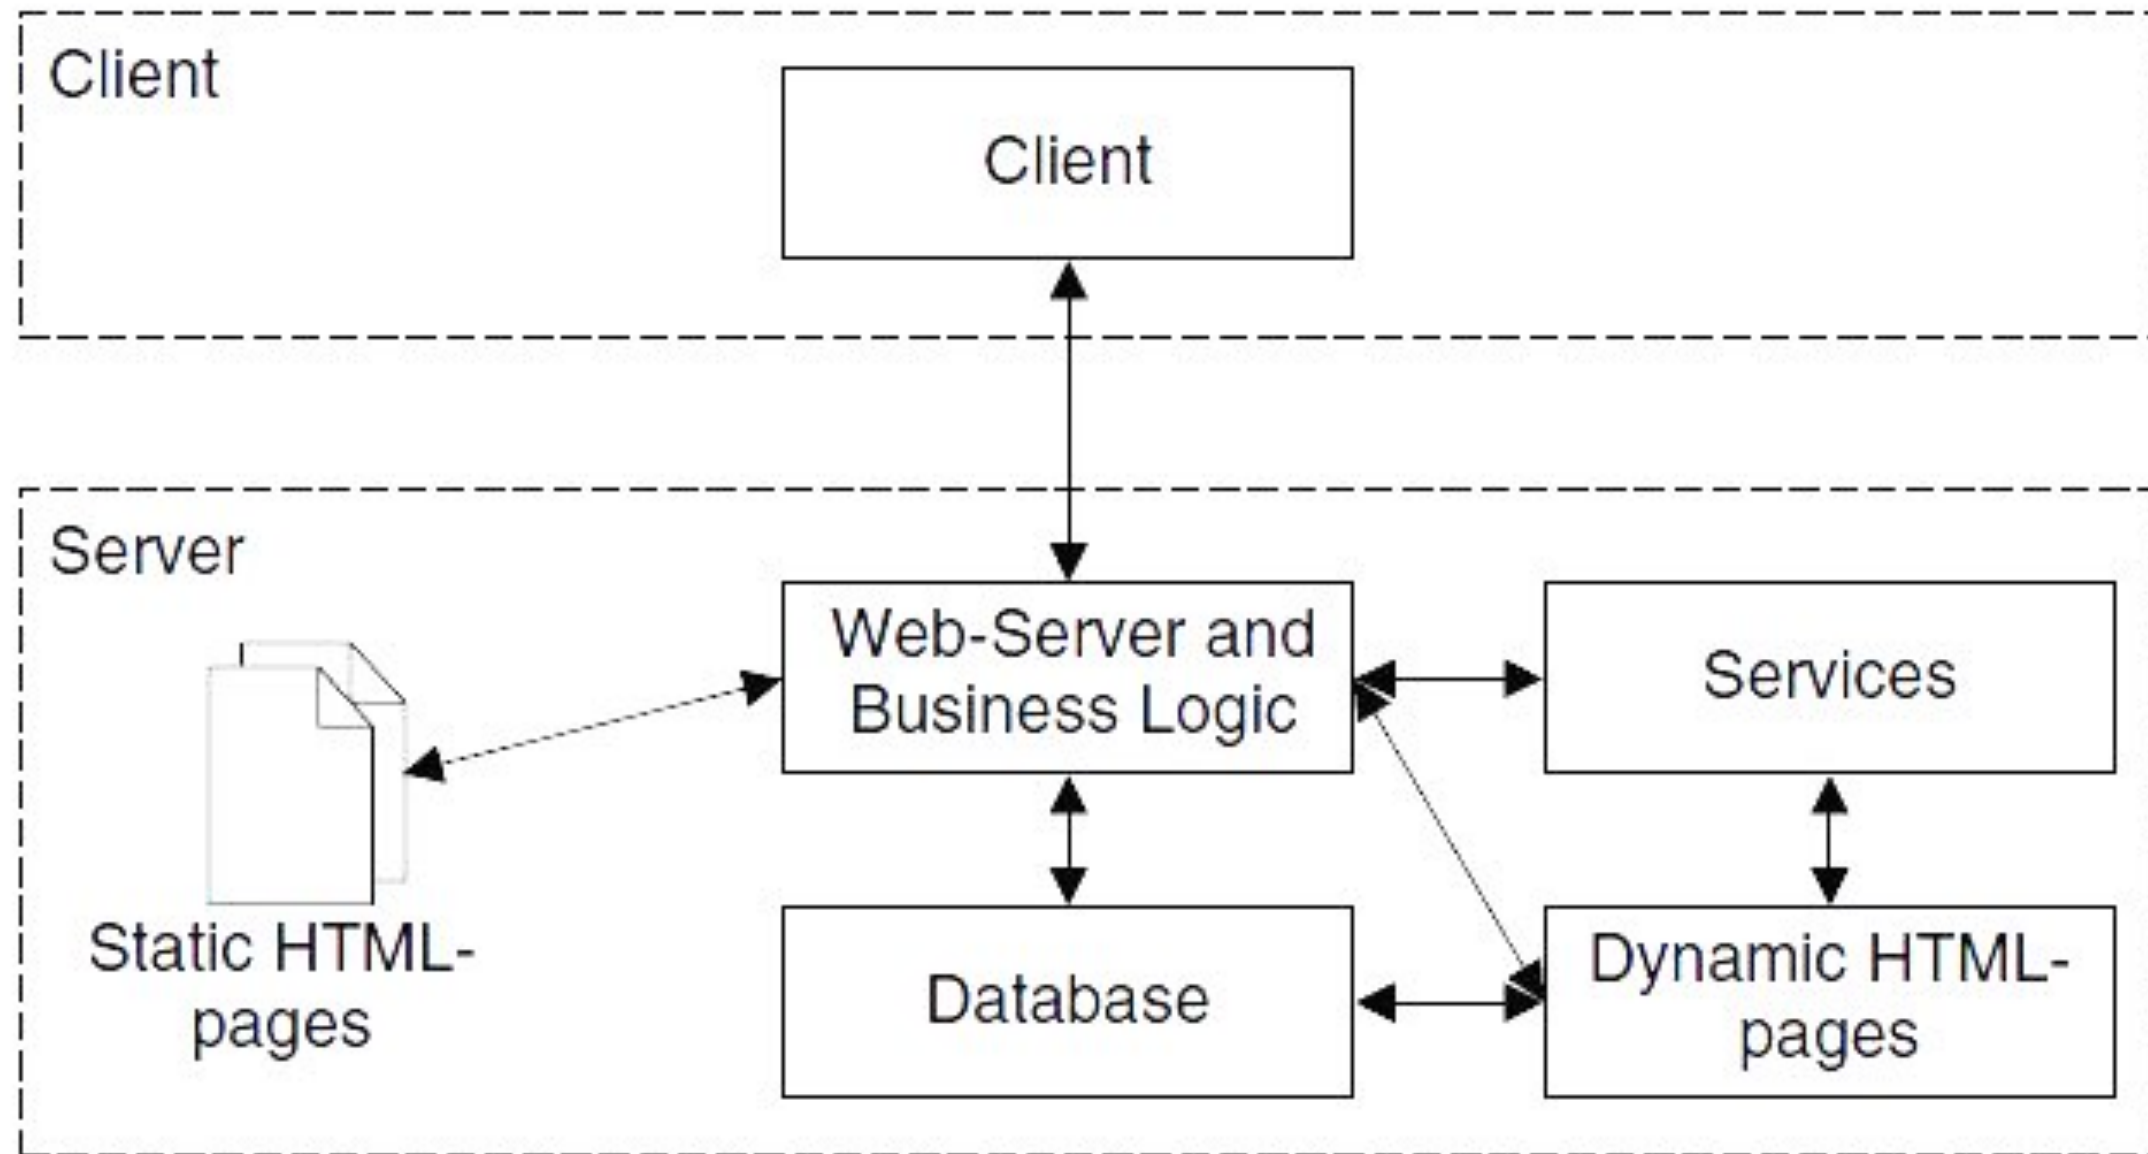 Client
Client
Server
Web-Server and
Business Logic
Services
Static HTML-
pages
Database
Dynamic HTML-
pages